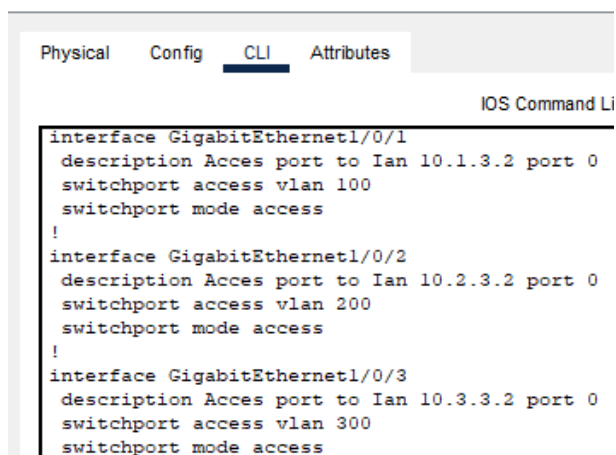 Physical Config CLI Attributes
IOS Command Li
interface GigabitEthernet1/0/1
description Acces port to Ian 10.1.3.2 port 0
switchport access vlan 100
switchport mode access
!
interface GigabitEthernet1/0/2
description Acces port to Ian 10.2.3.2 port 0
switchport access vlan 200
switchport mode access
!
interface GigabitEthernet1/0/3
description Acces port to Ian 10.3.3.2 port 0
switchport access vlan 300
switchport mode access